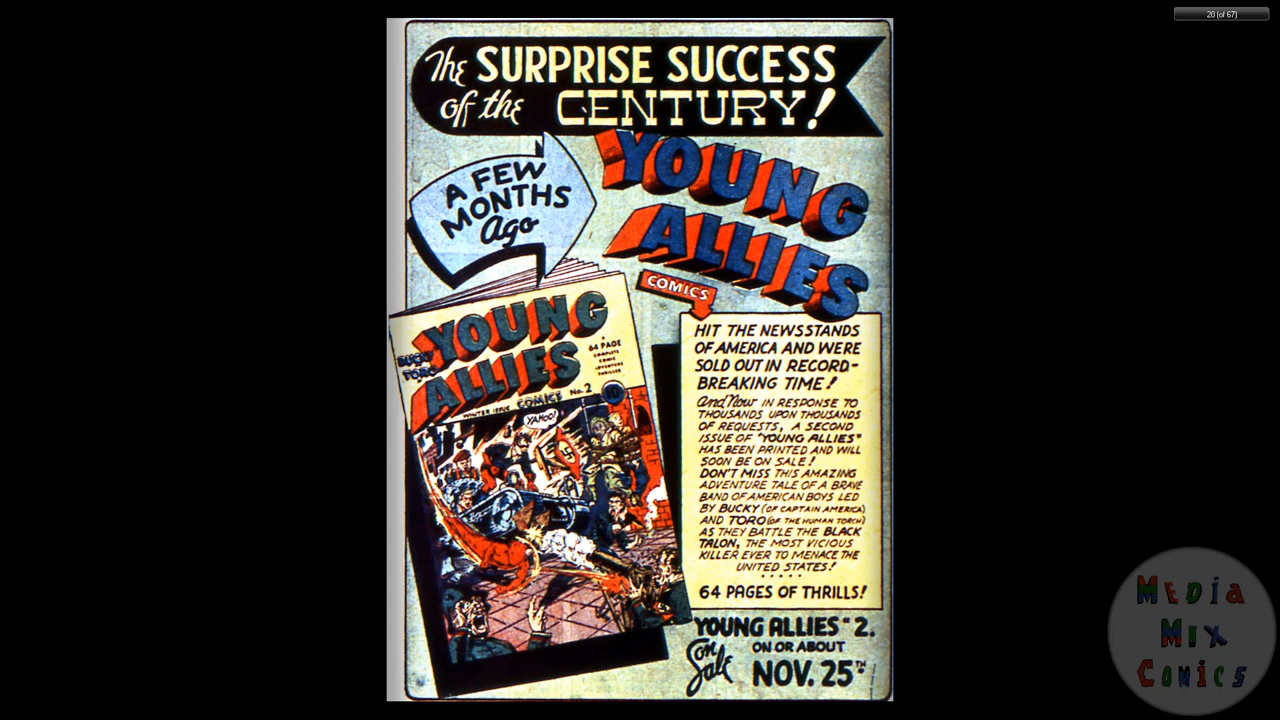 20 (of 67)
The SURPRISE SUCCESS
of the CENTURY!
A FEW
MONTHS
Ago
YOUNG
ALLIES
COMICS
HIT THE NEWSSTANDS
OF AMERICA AND WERE
SOLD OUT IN RECORD-
BREAKING TIME!
And Now IN RESPONSE TO
THOUSANDS UPON THOUSANDS
OF REQUESTS, A SECOND
ISSUE OF "YOUNG ALLIES"
HAS BEEN PRINTED AND WILL
SOON BE ON SALE!
DON'T MISS THIS AMAZING
ADVENTURE TALE OF A BRAVE
BAND OF AMERICAN BOYS LED
BY BUCKY (OF CAPTAIN AMERICA)
AND TORO (OF THE HUMAN TORCH)
AS THEY BATTLE THE BLACK
TALON, THE MOST VICIOUS
KILLER EVER TO MENACE THE
UNITED STATES!
.....
64 PAGES OF THRILLS!
YOUNG
ALLIES
BUCKY
TORO
64 PAGE
COMPLETE
COMIC
ADVENTURE
THRILLER
WINTER ISSUE COMICS No. 2 10¢
YAHOO!
YOUNG ALLIES" 2.
On Sale
ON OR ABOUT
NOV. 25TH
MEDiA
MiX
COMiCS